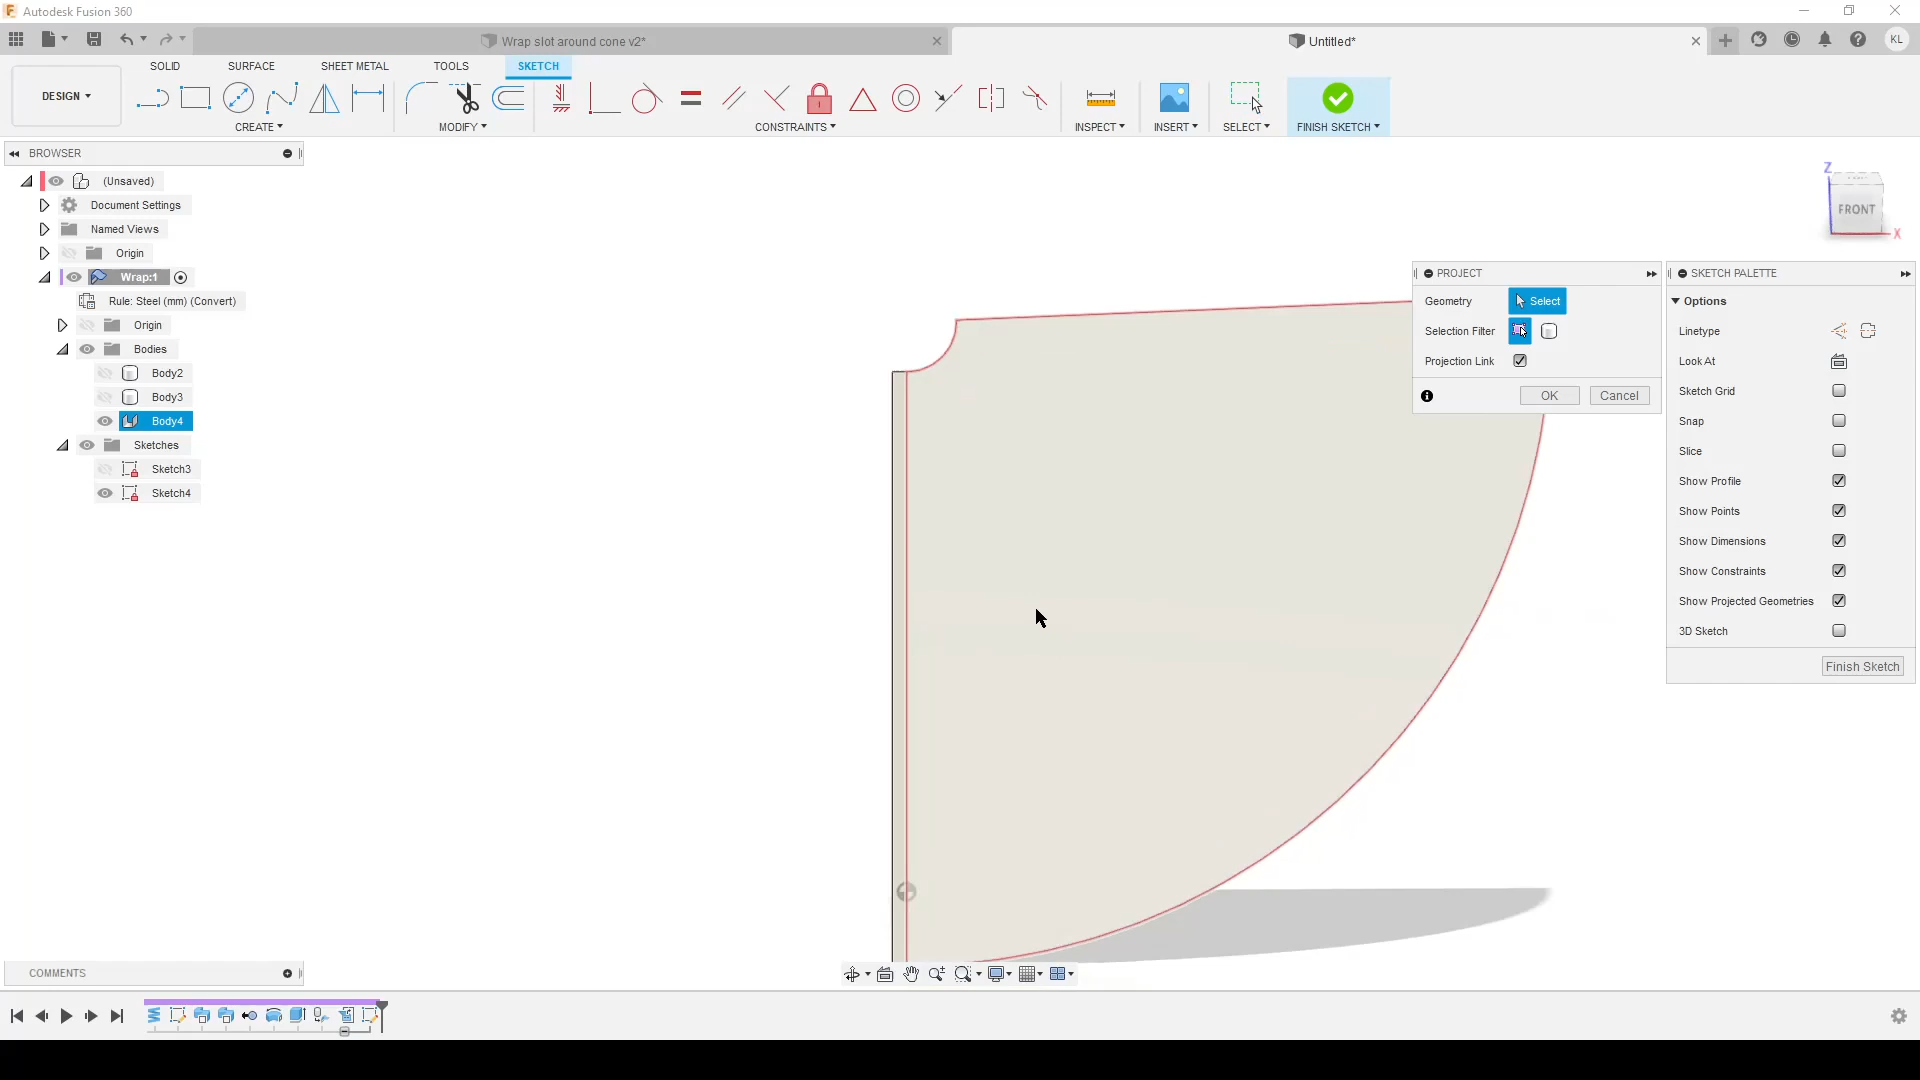 Autodesk Fusion 360
Wrap slot around cone v2*
Untitled*
KL
DESIGN
SOLID
SURFACE
SHEET METAL
TOOLS
SKETCH
CREATE
MODIFY
CONSTRAINTS
INSPECT
INSERT
SELECT
FINISH SKETCH
BROWSER
(Unsaved)
Document Settings
Named Views
Origin
Wrap:1
Rule: Steel (mm) (Convert)
Origin
Bodies
Body2
Body3
Body4
Sketches
Sketch3
Sketch4
Z
FRONT
X
PROJECT
Geometry
Select
Selection Filter
Projection Link
OK
Cancel
SKETCH PALETTE
Options
Linetype
Look At
Sketch Grid
Snap
Slice
Show Profile
Show Points
Show Dimensions
Show Constraints
Show Projected Geometries
3D Sketch
Finish Sketch
COMMENTS